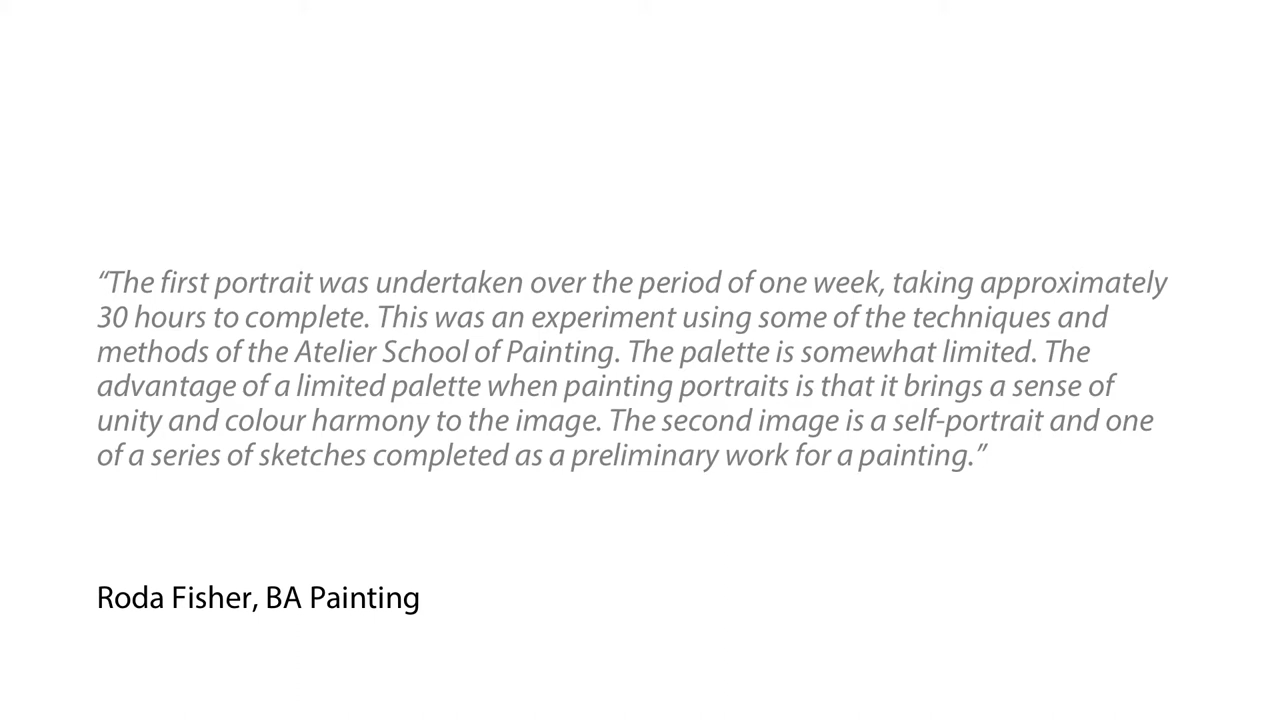 “The first portrait was undertaken over the period of one week, taking approximately
30 hours to complete. This was an experiment using some of the techniques and
methods of the Atelier School of Painting. The palette is somewhat limited. The
advantage of a limited palette when painting portraits is that it brings a sense of
unity and colour harmony to the image. The second image is a self-portrait and one
of a series of sketches completed as a preliminary work for a painting.”
Roda Fisher, BA Painting